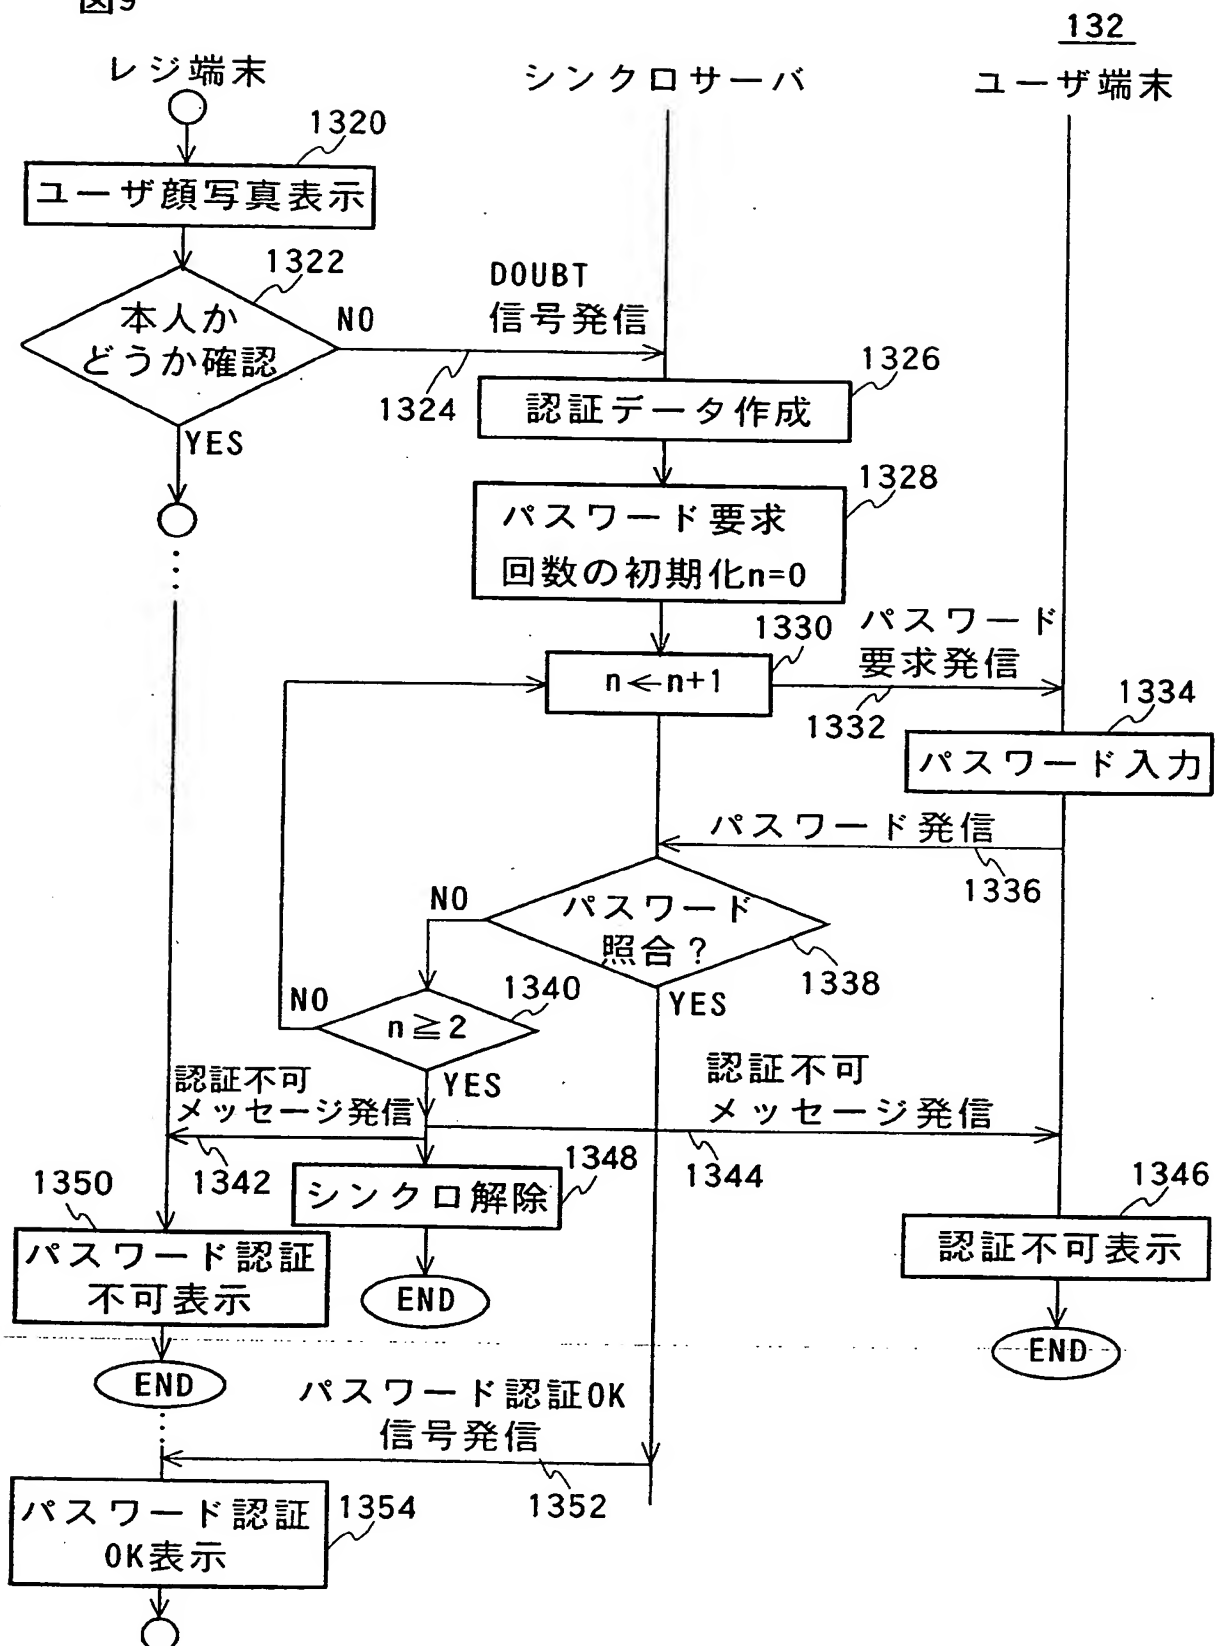 図9
132
レジ端末
シンクロサーバ
ユーザ端末
1320
ユーザ顔写真表示
1322
本人か
どうか確認
NO
YES
DOUBT
信号発信
1324
1326
認証データ作成
1328
パスワード要求
回数の初期化n=0
1330
n←n+1
パスワード
要求発信
1332
1334
パスワード入力
パスワード発信
1336
NO
パスワード
照合？
1338
YES
1340
NO
n≧2
YES
認証不可
メッセージ発信
1342
認証不可
メッセージ発信
1344
1348
シンクロ解除
END
1346
認証不可表示
END
1350
パスワード認証
不可表示
END
パスワード認証OK
信号発信
1352
1354
パスワード認証
OK表示